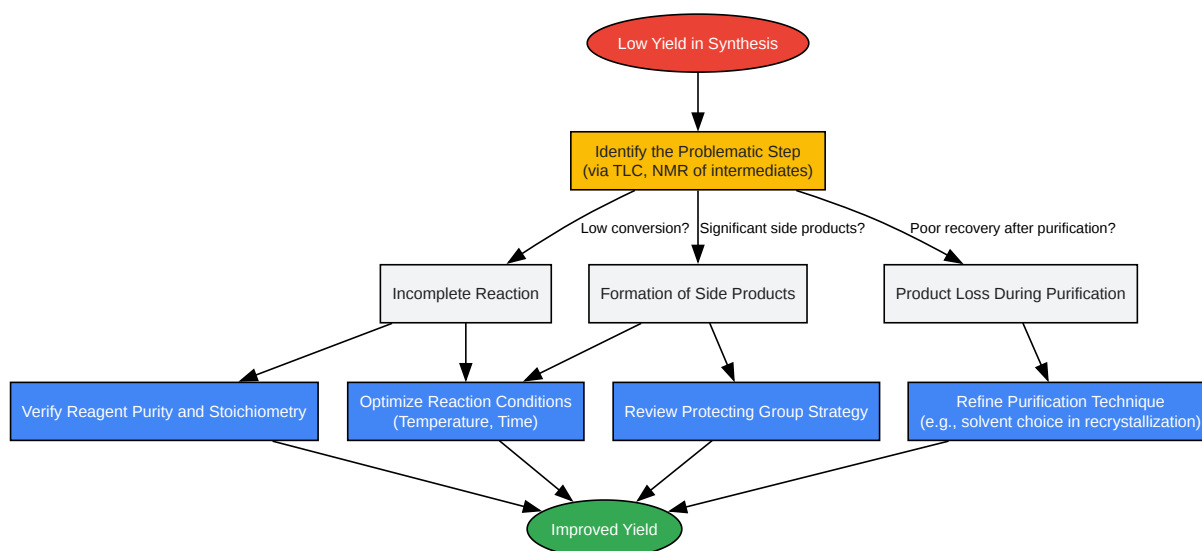 Low Yield in Synthesis
Identify the Problematic Step
(via TLC, NMR of intermediates)
Low conversion?
Significant side products?
Poor recovery after purification?
Incomplete Reaction
Formation of Side Products
Product Loss During Purification
Verify Reagent Purity and Stoichiometry
Optimize Reaction Conditions
(Temperature, Time)
Review Protecting Group Strategy
Refine Purification Technique
(e.g., solvent choice in recrystallization)
Improved Yield